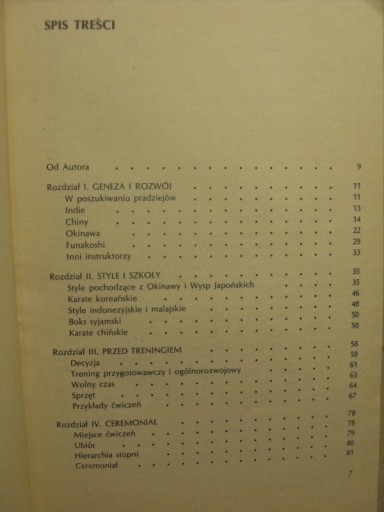 SPIS TREŚCI
Od Autora . . . . . . . . . . . . . 9
Rozdział I. GENEZA I ROZWÓJ . . . . . . . . 11
W poszukiwaniu pradziejów . . . . . . . . 11
Indie . . . . . . . . . . . . . 13
Chiny . . . . . . . . . . . . . 14
Okinawa . . . . . . . . . . . . 22
Funakoshi . . . . . . . . . . . . 29
Inni instruktorzy . . . . . . . . . . 33
Rozdział II. STYLE I SZKOŁY . . . . . . . . 35
Style pochodzące z Okinawy i Wysp Japońskich . . . . 35
Karate koreańskie . . . . . . . . . . 46
Style indonezyjskie i malajskie . . . . . . . 48
Boks syjamski . . . . . . . . . . . 50
Karate chińskie . . . . . . . . . . 50
Rozdział III. PRZED TRENINGIEM . . . . . . . 58
Decyzja . . . . . . . . . . . . 58
Trening przygotowawczy i ogólnorozwojowy . . . . . 61
Wolny czas . . . . . . . . . . . 63
Sprzęt . . . . . . . . . . . . 64
Przykłady ćwiczeń . . . . . . . . . . 67
Rozdział IV. CEREMONIAŁ . . . . . . . . . 78
Miejsce ćwiczeń . . . . . . . . . . 78
Ubiór . . . . . . . . . . . . 79
Hierarchia stopni . . . . . . . . . . 80
Ceremoniał . . . . . . . . . . . 81
7